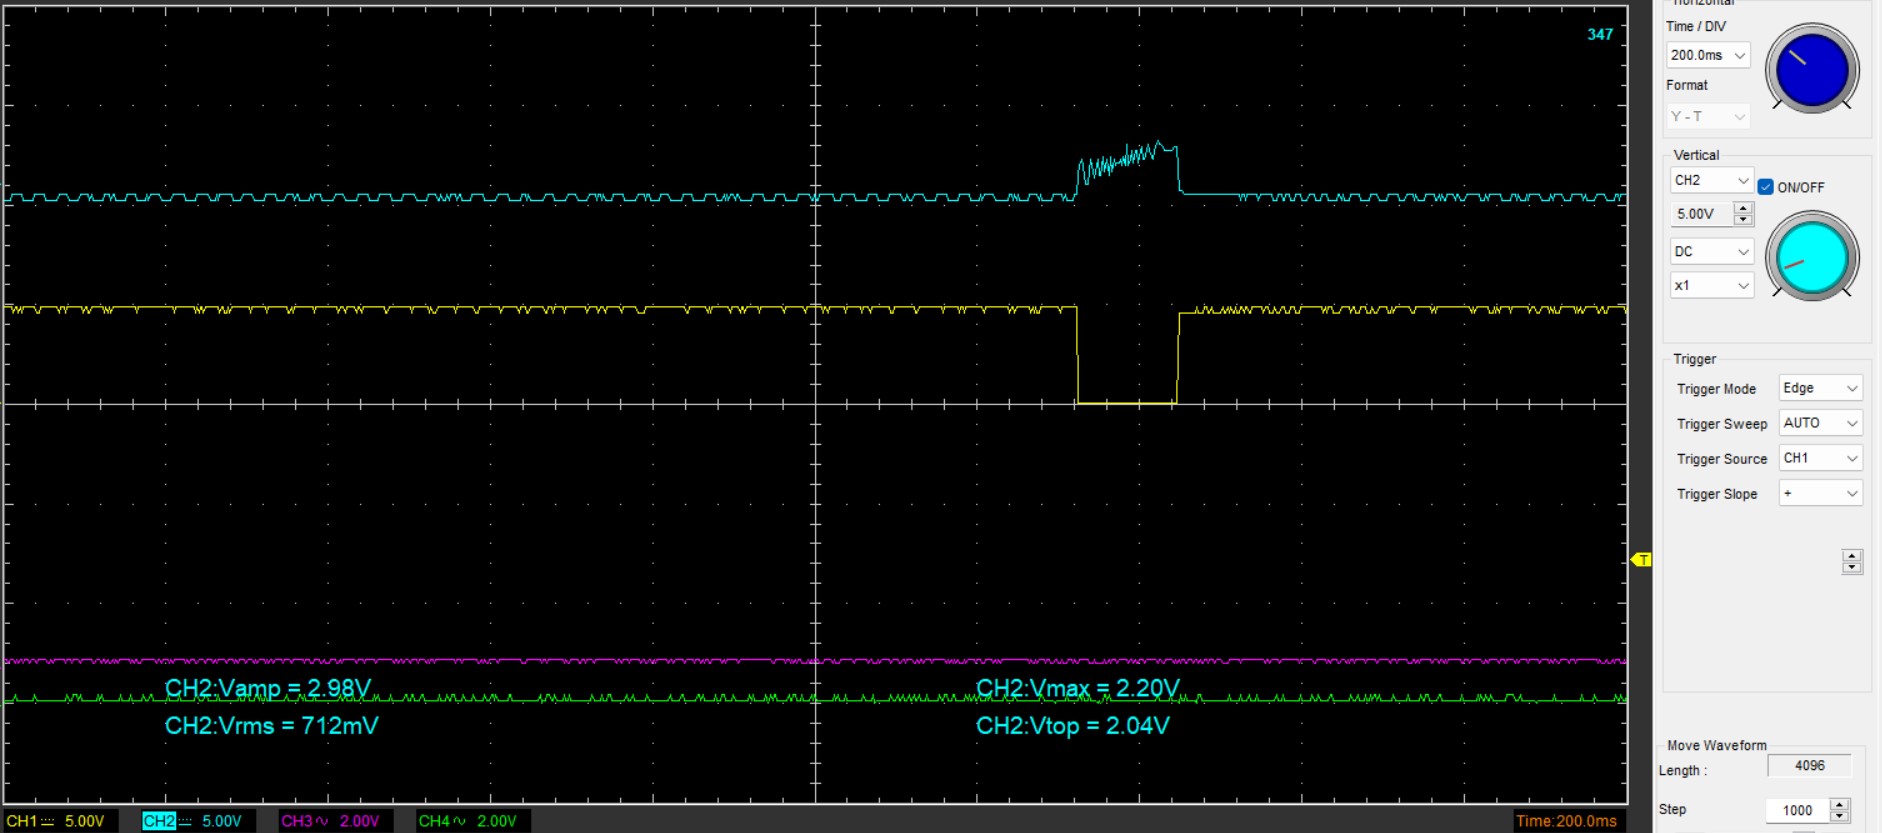 Horizontal
347
Time / DIV
200.0ms
Format
Y - T
Vertical
CH2
ON/OFF
5.00V
DC
x1
Trigger
Trigger Mode Edge
Trigger Sweep AUTO
Trigger Source CH1
Trigger Slope +
T
CH2:Vamp = 2.98V CH2:Vmax = 2.20V
CH2:Vrms = 712mV CH2:Vtop = 2.04V
Move Waveform
Length : 4096
Step 1000
CH1 5.00V CH2 5.00V CH3 2.00V CH4 2.00V Time:200.0ms